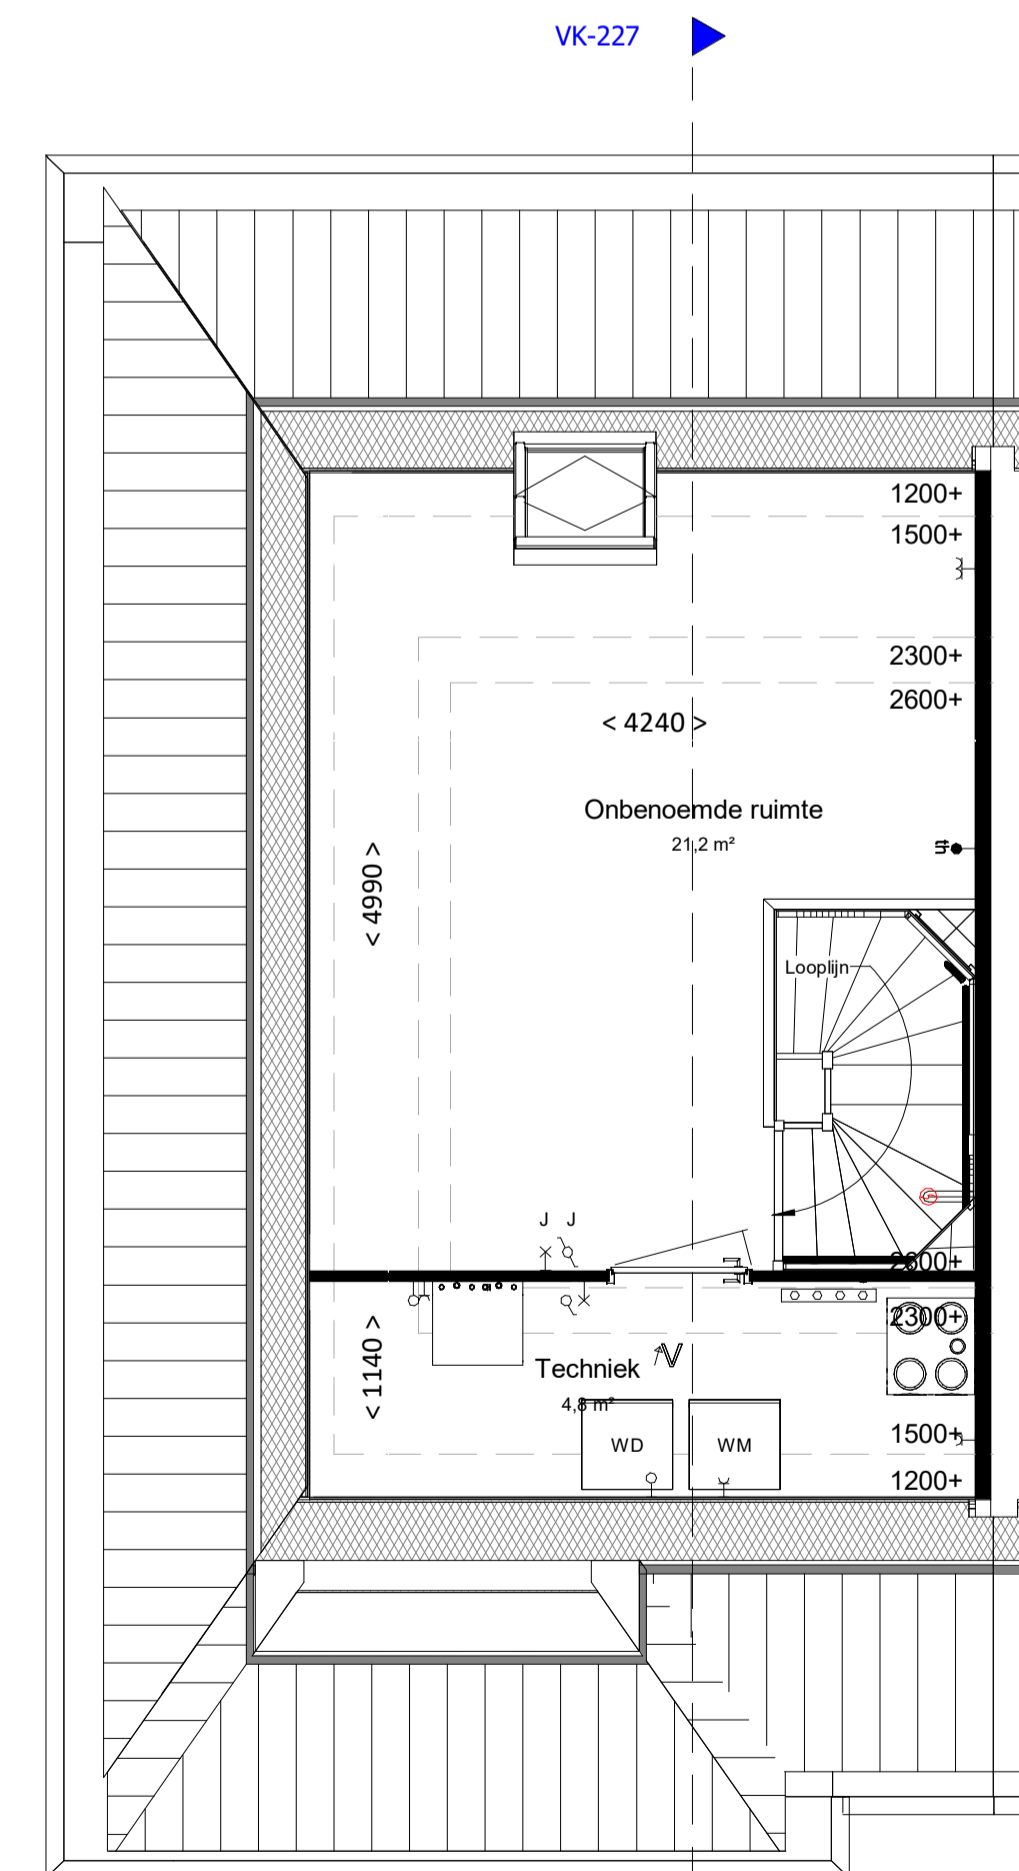 VK-227
1200+
1500+
2300+
2600+
< 4240 >
Onbenoemde ruimte
21,2 m²
th
< 4990 >
Looplijn
J J
2600+
2300+
< 1140 >
Techniek
V
4,8 m²
1500+
WD
WM
1200+